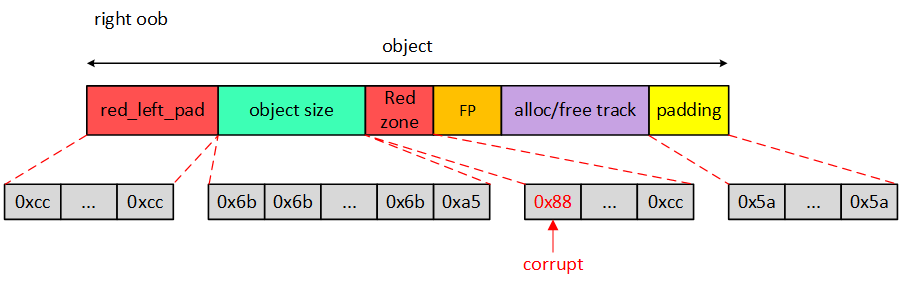 right oob
object
red_left_pad object size Red zone FP alloc/free track padding
0xcc ... 0xcc 0x6b 0x6b ... 0x6b 0xa5 0x88 ... 0xcc 0x5a ... 0x5a
corrupt